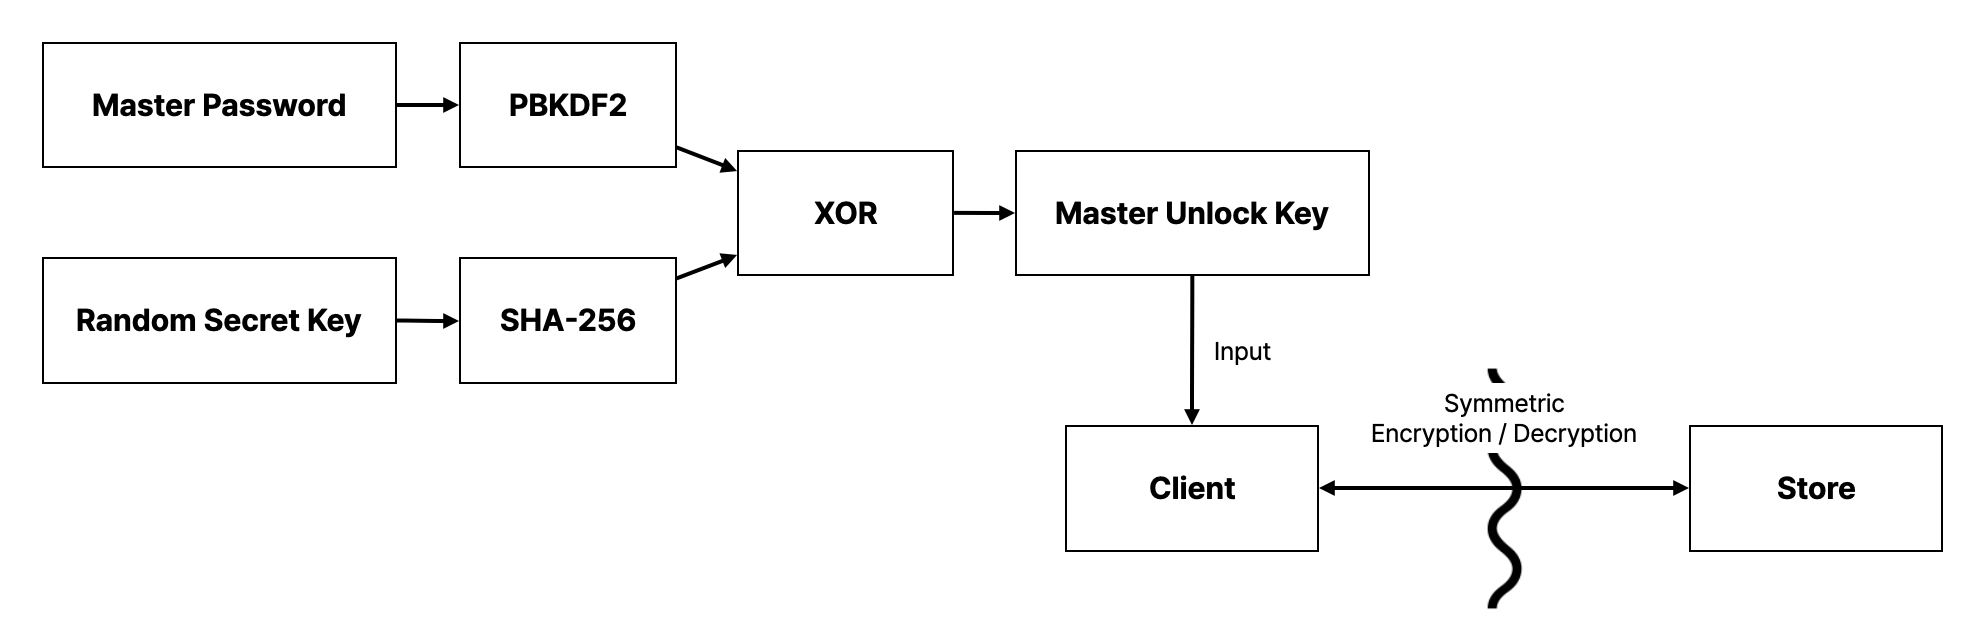 Master Password
PBKDF2
XOR
Master Unlock Key
Random Secret Key
SHA-256
Input
Symmetric
Encryption / Decryption
Client
Store